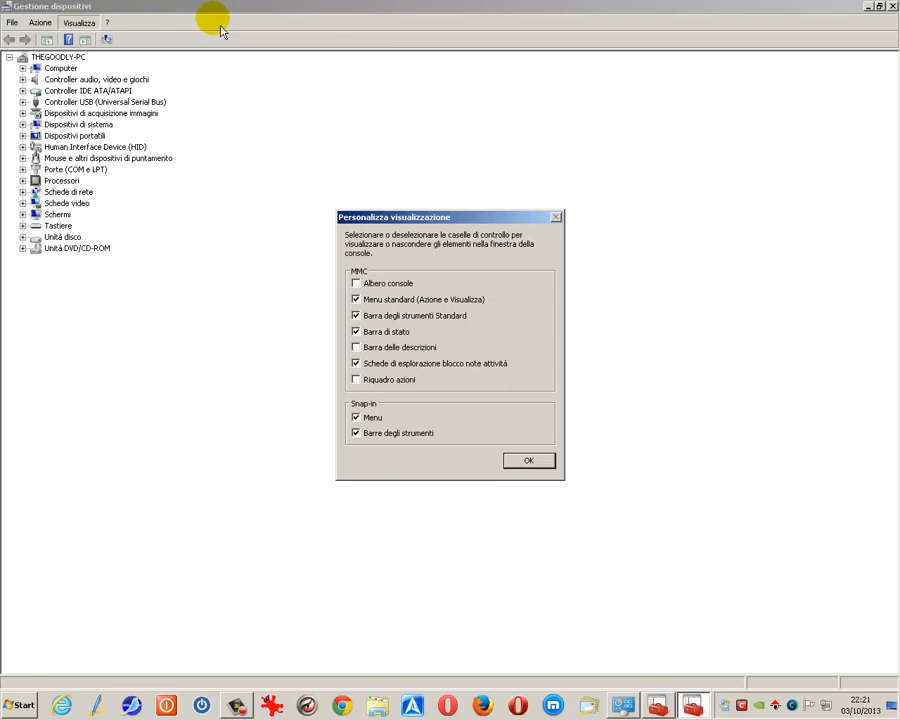 Gestione dispositivi
File Azione Visualizza ?
THEGOODLY-PC
Computer
Controller audio, video e giochi
Controller IDE ATA/ATAPI
Controller USB (Universal Serial Bus)
Dispositivi di acquisizione immagini
Dispositivi di sistema
Dispositivi portatili
Human Interface Device (HID)
Mouse e altri dispositivi di puntamento
Porte (COM e LPT)
Processori
Schede di rete
Schede video
Schermi
Tastiere
Unità disco
Unità DVD/CD-ROM
Personalizza visualizzazione
Selezionare o deselezionare le caselle di controllo per
visualizzare o nascondere gli elementi nella finestra della
console.
MMC
Albero console
Menu standard (Azione e Visualizza)
Barra degli strumenti Standard
Barra di stato
Barra delle descrizioni
Schede di esplorazione blocco note attività
Riquadro azioni
Snap-in
Menu
Barre degli strumenti
OK
Start
22:21
03/10/2013